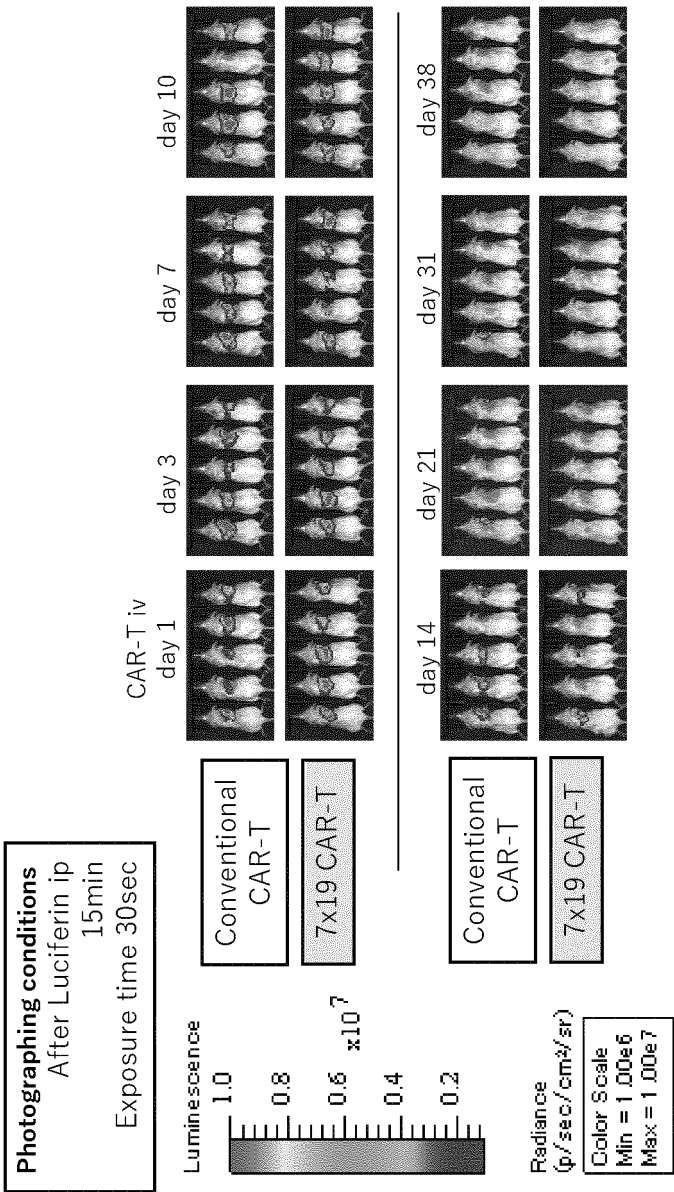 Photographing conditions
After Luciferin ip
15min
Exposure time 30sec
Luminescence
1.0
0.8
0.6
0.4
0.2
x10^7
Radiance
(p/sec/cm²/sr)
Color Scale
Min = 1.00e6
Max = 1.00e7
CAR-T iv
day 1
day 3
day 7
day 10
Conventional
CAR-T
7x19 CAR-T
day 14
day 21
day 31
day 38
Conventional
CAR-T
7x19 CAR-T